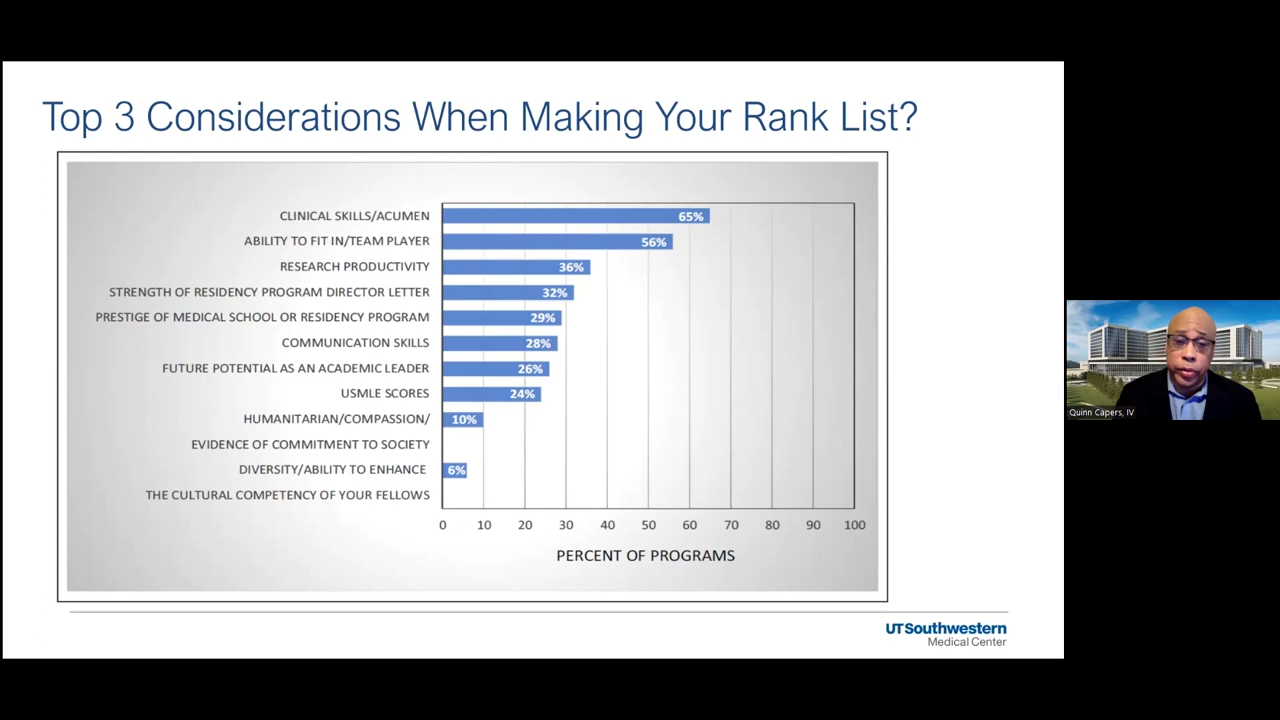 Top 3 Considerations When Making Your Rank List?
CLINICAL SKILLS/ACUMEN 65%
ABILITY TO FIT IN/TEAM PLAYER 56%
RESEARCH PRODUCTIVITY 36%
STRENGTH OF RESIDENCY PROGRAM DIRECTOR LETTER 32%
PRESTIGE OF MEDICAL SCHOOL OR RESIDENCY PROGRAM 29%
COMMUNICATION SKILLS 28%
FUTURE POTENTIAL AS AN ACADEMIC LEADER 26%
USMLE SCORES 24%
HUMANITARIAN/COMPASSION/ 10%
EVIDENCE OF COMMITMENT TO SOCIETY
DIVERSITY/ABILITY TO ENHANCE 6%
THE CULTURAL COMPETENCY OF YOUR FELLOWS
0 10 20 30 40 50 60 70 80 90 100
PERCENT OF PROGRAMS
UTSouthwestern
Medical Center
Quinn Capers, IV